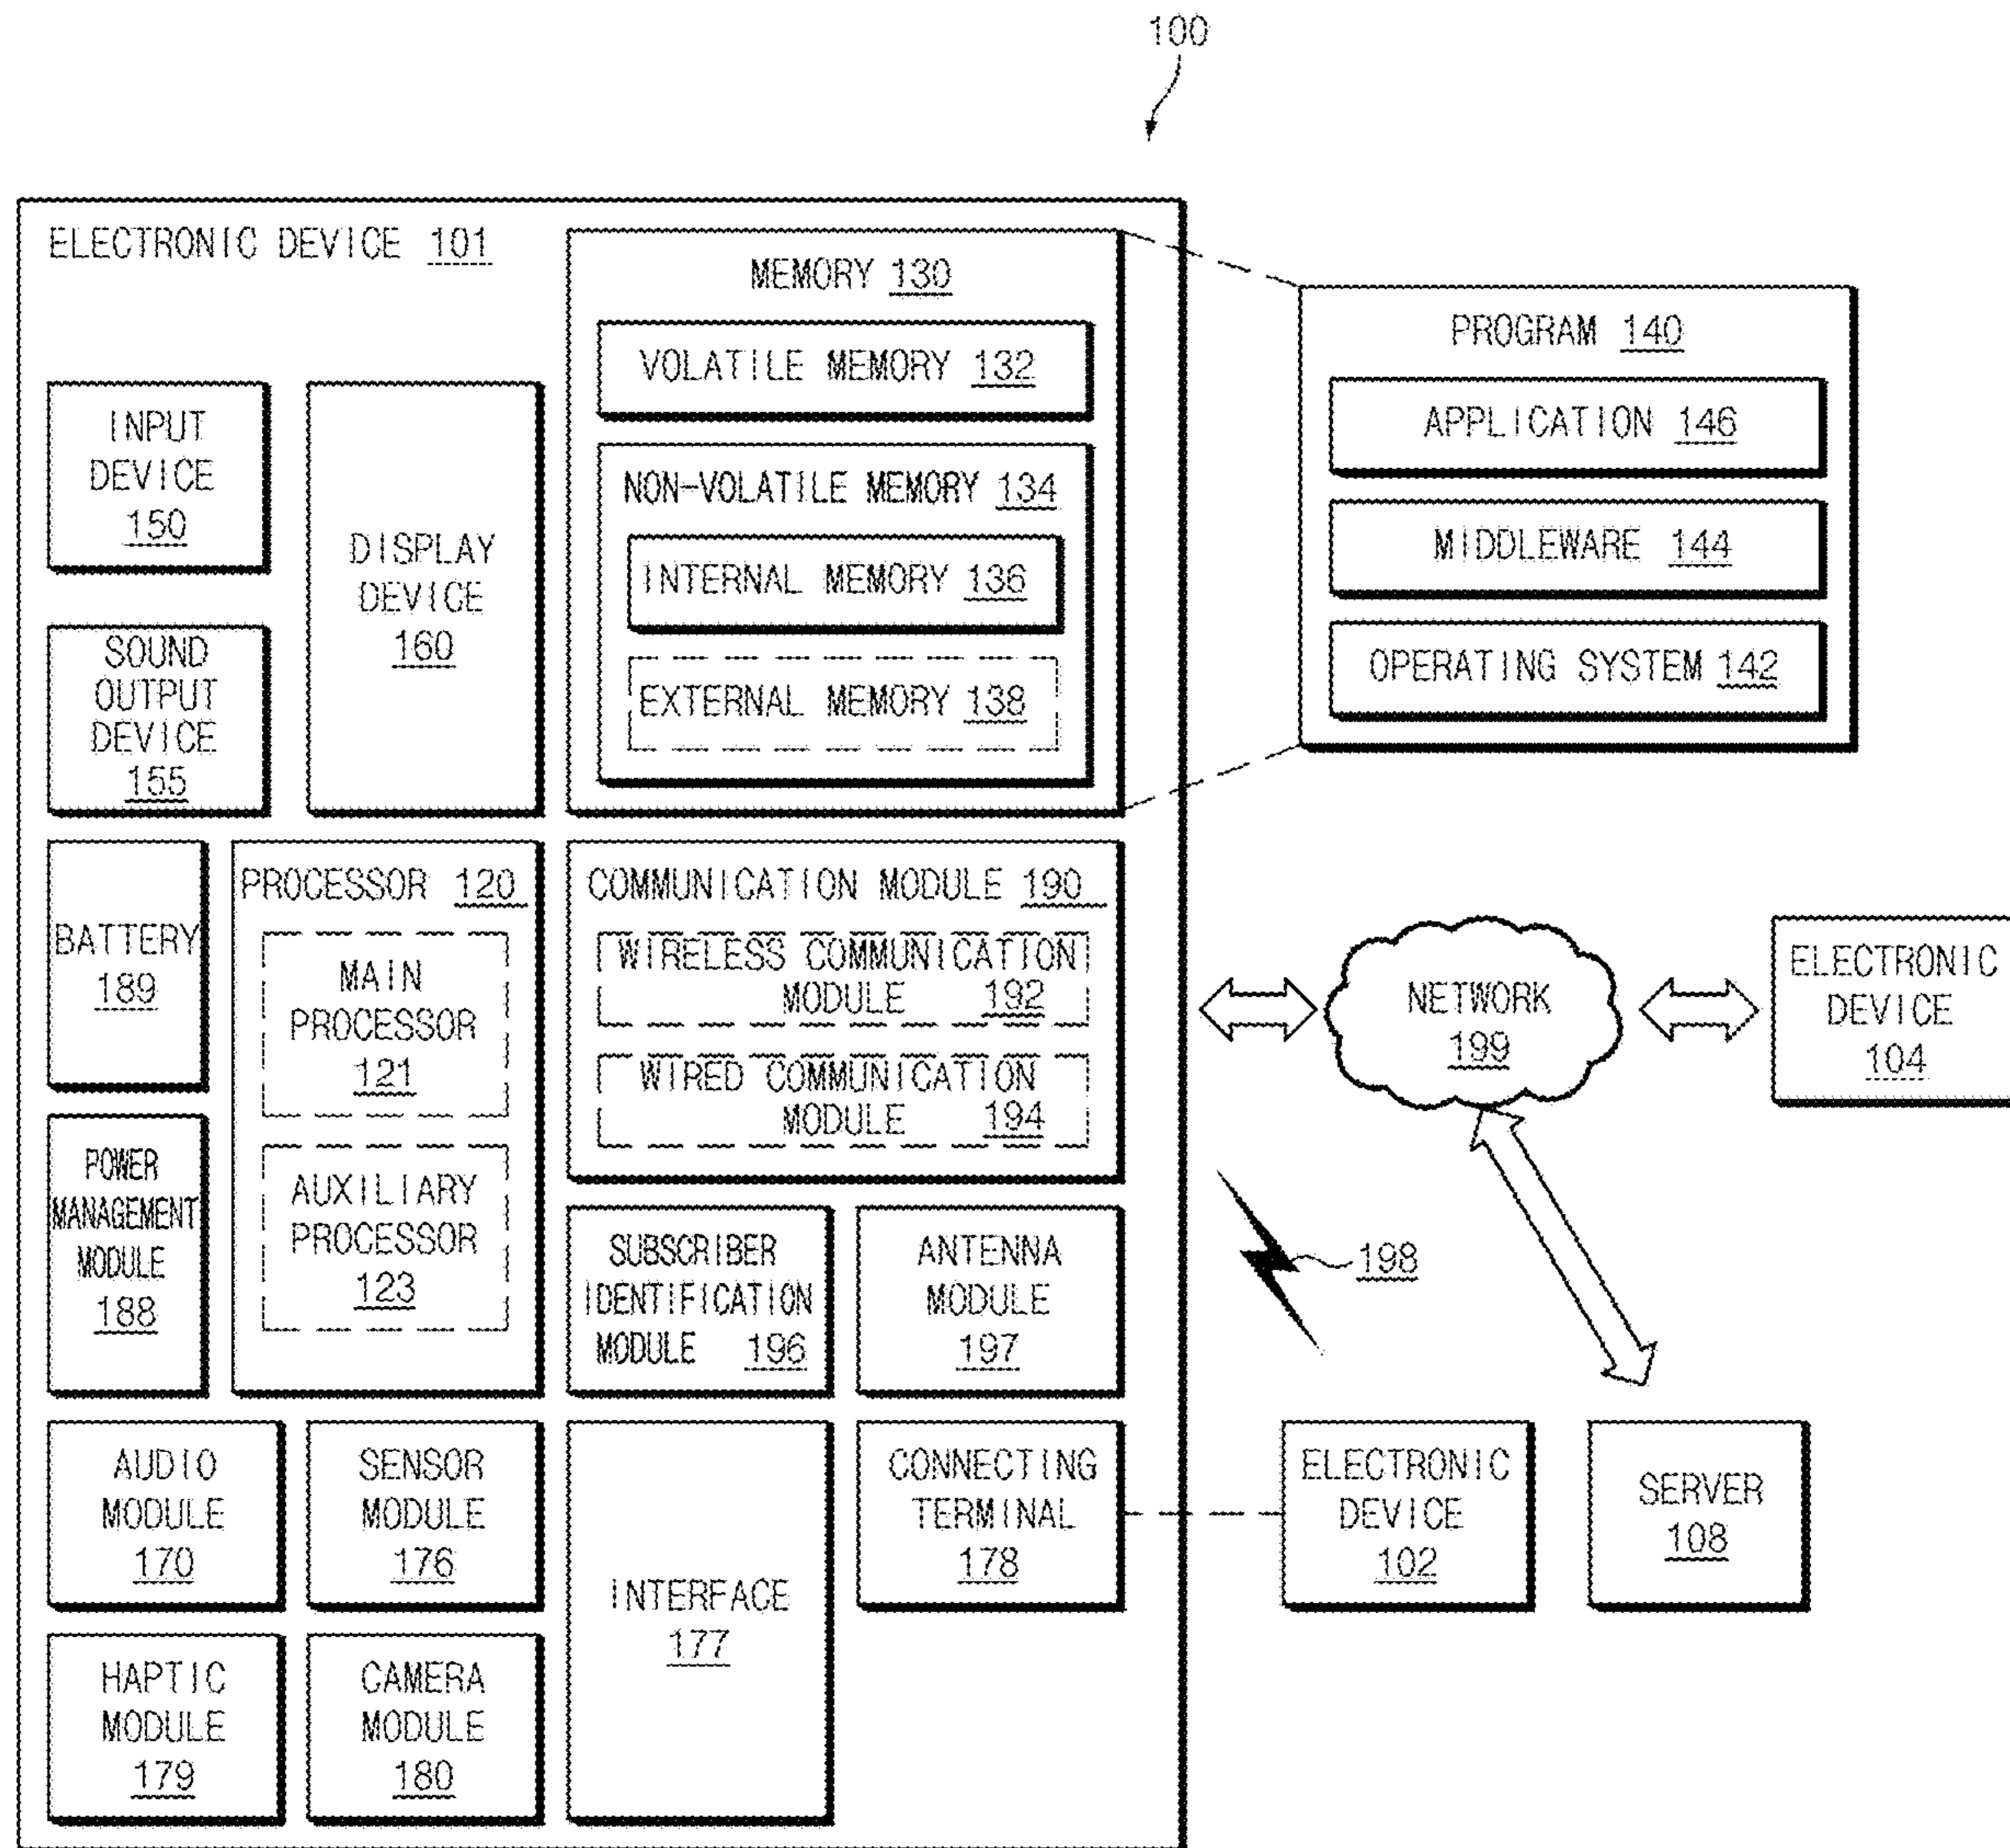 100
ELECTRONIC DEVICE 101
MEMORY 130
VOLATILE MEMORY 132
NON-VOLATILE MEMORY 134
INTERNAL MEMORY 136
EXTERNAL MEMORY 138
PROGRAM 140
APPLICATION 146
MIDDLEWARE 144
OPERATING SYSTEM 142
INPUT
DEVICE
150
DISPLAY
DEVICE
160
SOUND
OUTPUT
DEVICE
155
BATTERY
189
PROCESSOR 120
MAIN
PROCESSOR
121
AUXILIARY
PROCESSOR
123
POWER
MANAGEMENT
MODULE
188
COMMUNICATION MODULE 190
WIRELESS COMMUNICATION
MODULE 192
WIRED COMMUNICATION
MODULE 194
NETWORK
199
ELECTRONIC
DEVICE
104
SUBSCRIBER
IDENTIFICATION
MODULE 196
ANTENNA
MODULE
197
198
AUDIO
MODULE
170
SENSOR
MODULE
176
INTERFACE
177
CONNECTING
TERMINAL
178
ELECTRONIC
DEVICE
102
SERVER
108
HAPTIC
MODULE
179
CAMERA
MODULE
180